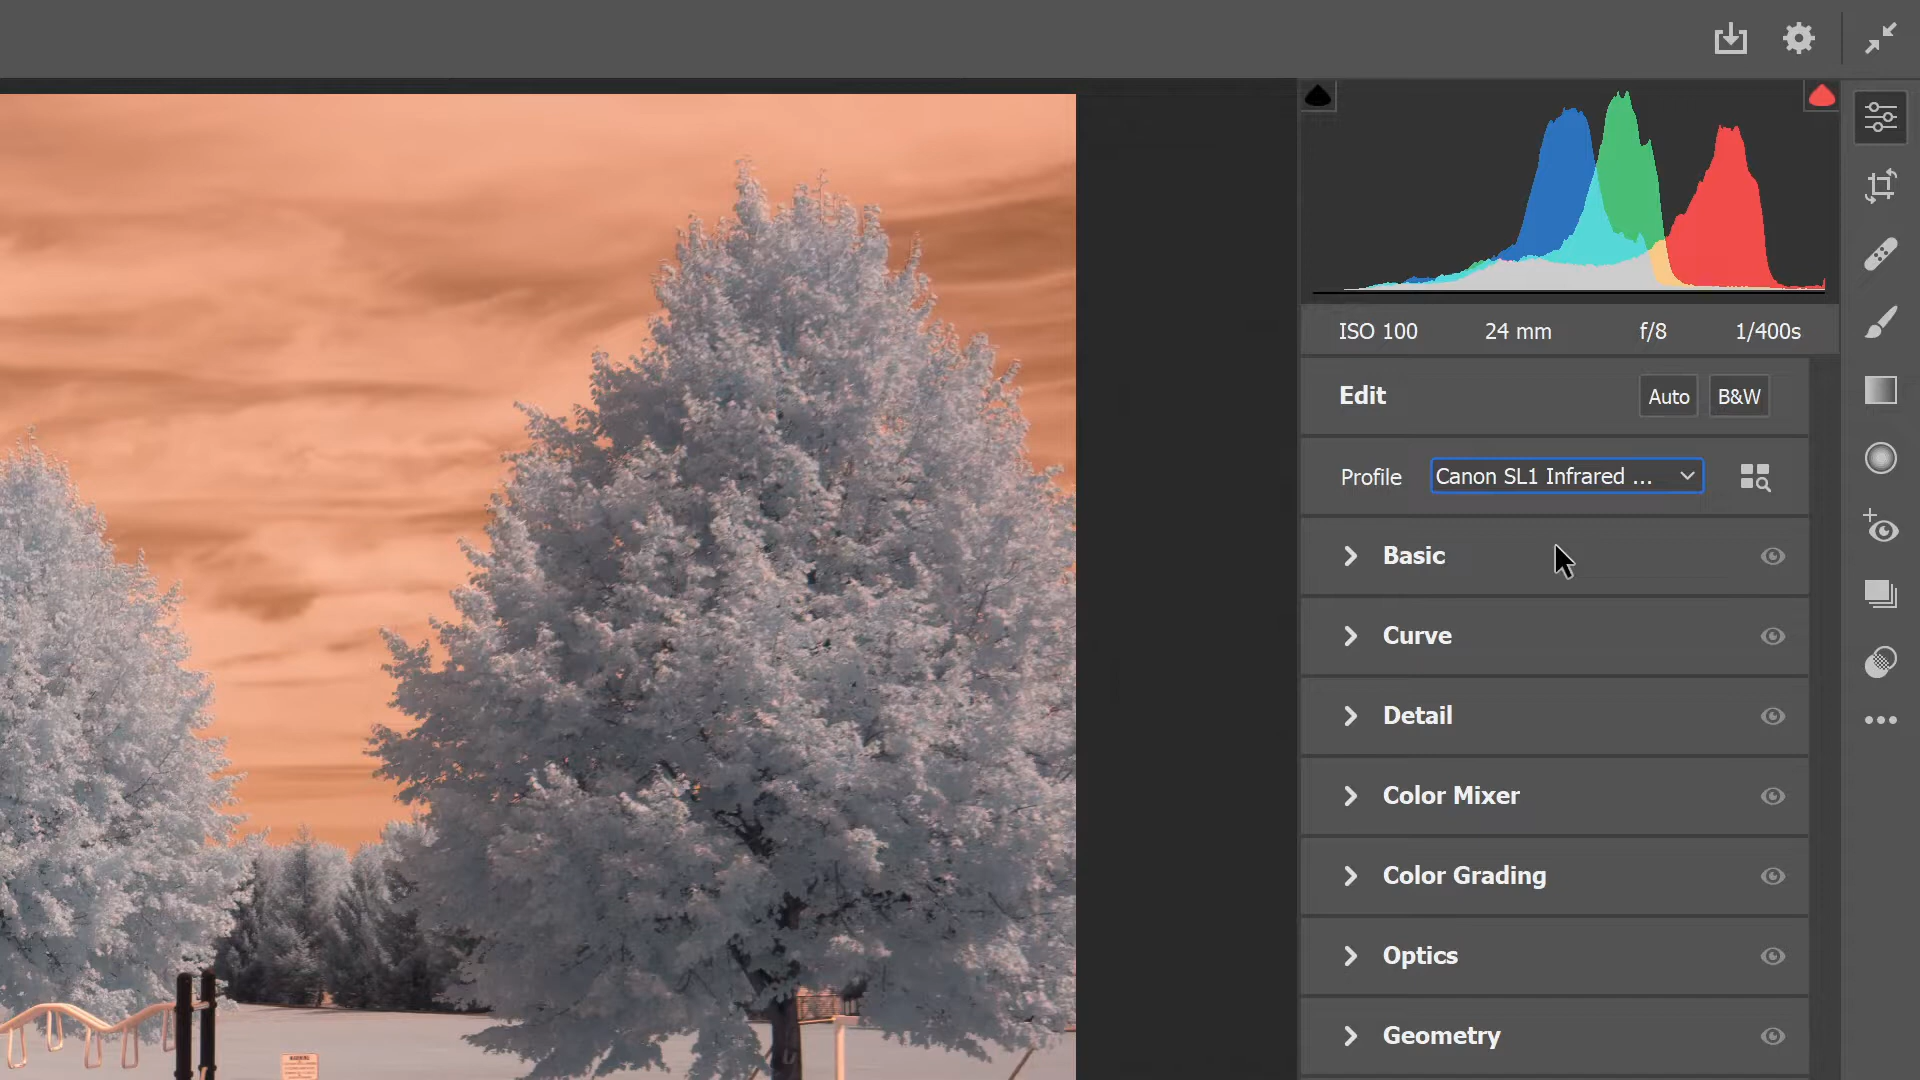 ISO 100 24 mm f/8 1/400s
Edit Auto B&W
Profile Canon SL1 Infrared ...
Basic
Curve
Detail
Color Mixer
Color Grading
Optics
Geometry
WARNING